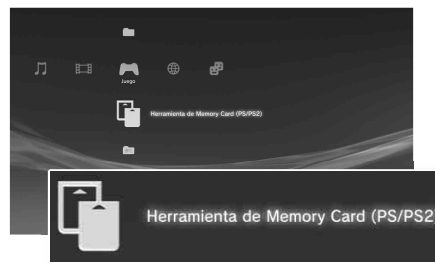 Juego
Herramienta de Memory Card (PS/PS2)
Herramienta de Memory Card (PS/PS2